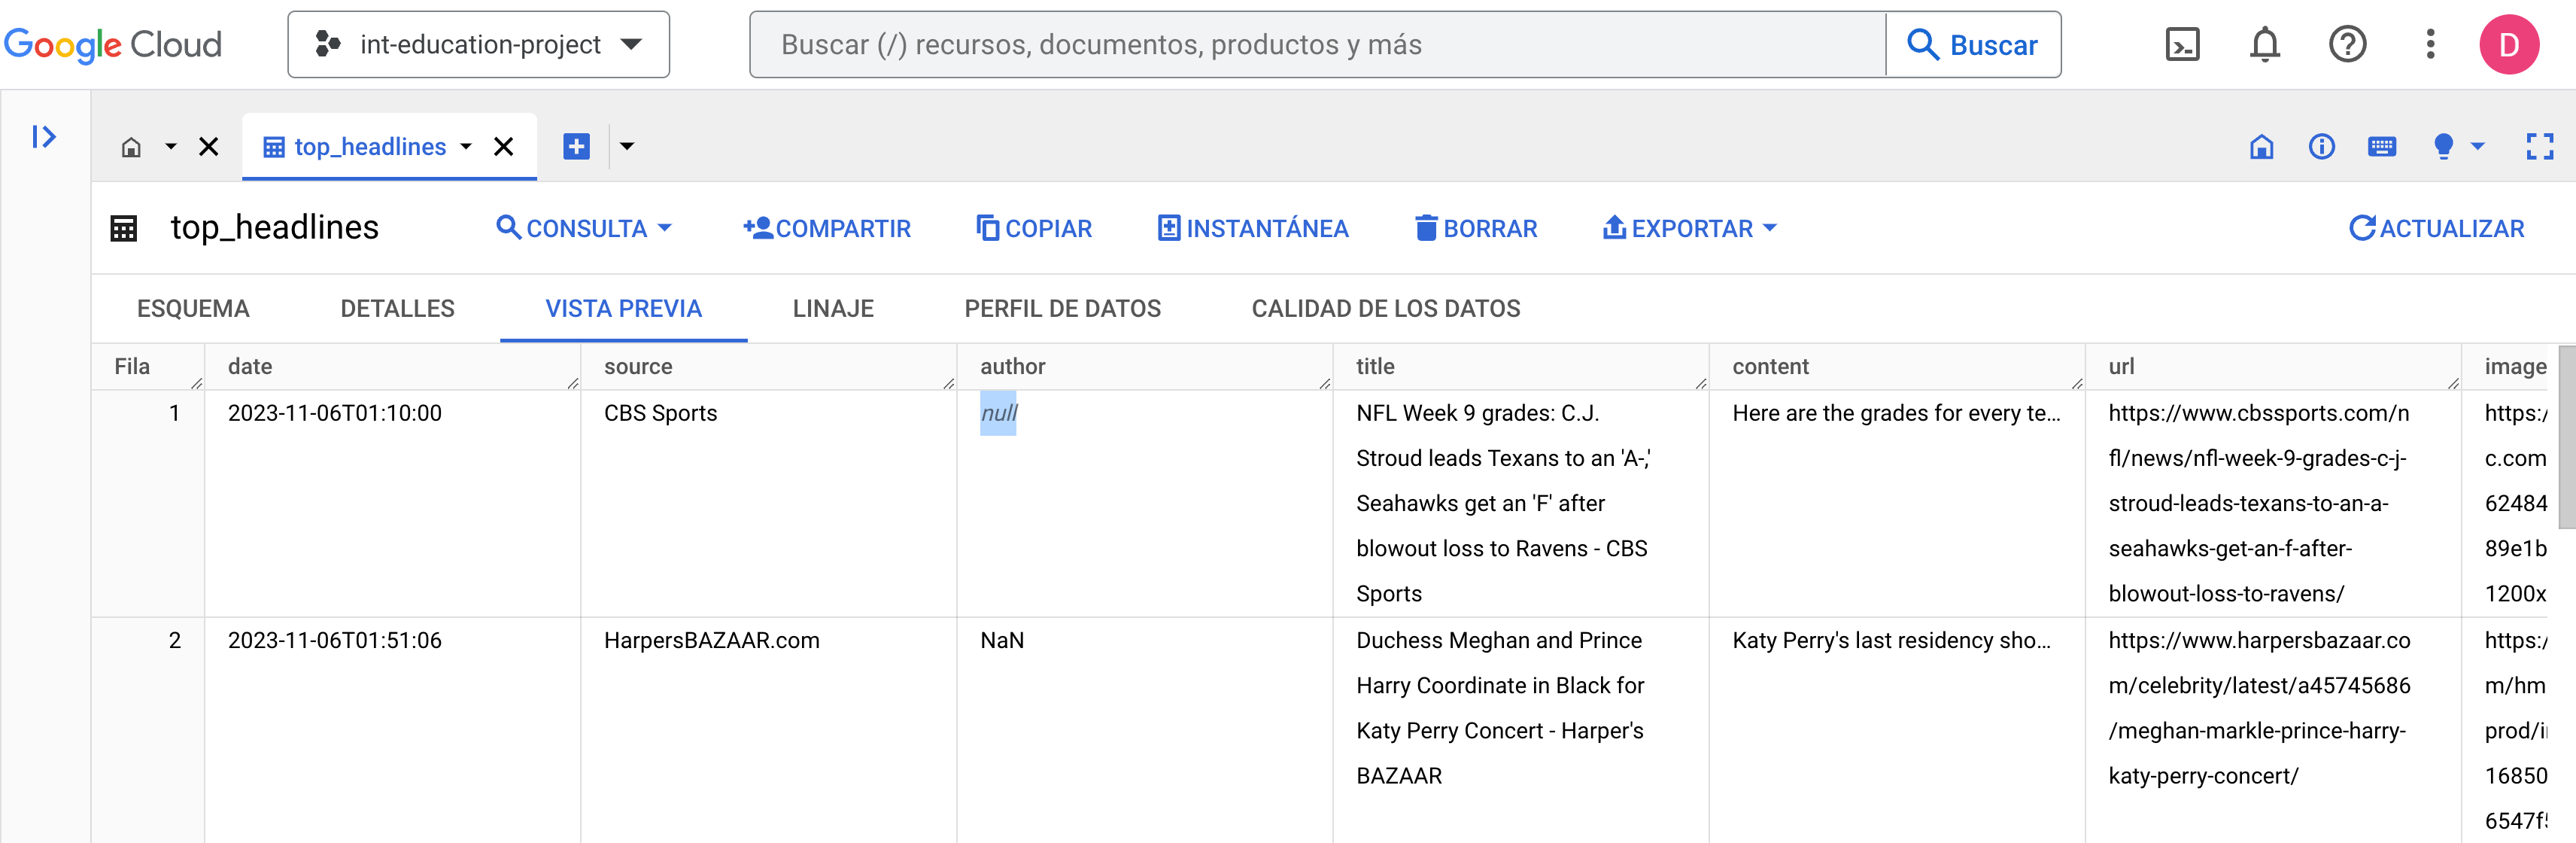 Google Cloud
int-education-project
Buscar (/) recursos, documentos, productos y más
Buscar
D
top_headlines
top_headlines
CONSULTA
COMPARTIR
COPIAR
INSTANTÁNEA
BORRAR
EXPORTAR
ACTUALIZAR
ESQUEMA
DETALLES
VISTA PREVIA
LINAJE
PERFIL DE DATOS
CALIDAD DE LOS DATOS
Fila
date
source
author
title
content
url
image
1
2023-11-06T01:10:00
CBS Sports
null
NFL Week 9 grades: C.J.
Stroud leads Texans to an 'A-,'
Seahawks get an 'F' after
blowout loss to Ravens - CBS
Sports
Here are the grades for every te...
https://www.cbssports.com/n
fl/news/nfl-week-9-grades-c-j-
stroud-leads-texans-to-an-a-
seahawks-get-an-f-after-
blowout-loss-to-ravens/
https:/
c.com
62484
89e1b
1200x
2
2023-11-06T01:51:06
HarpersBAZAAR.com
NaN
Duchess Meghan and Prince
Harry Coordinate in Black for
Katy Perry Concert - Harper's
BAZAAR
Katy Perry's last residency sho...
https://www.harpersbazaar.co
m/celebrity/latest/a45745686
/meghan-markle-prince-harry-
katy-perry-concert/
https:/
m/hm
prod/i
16850
6547f